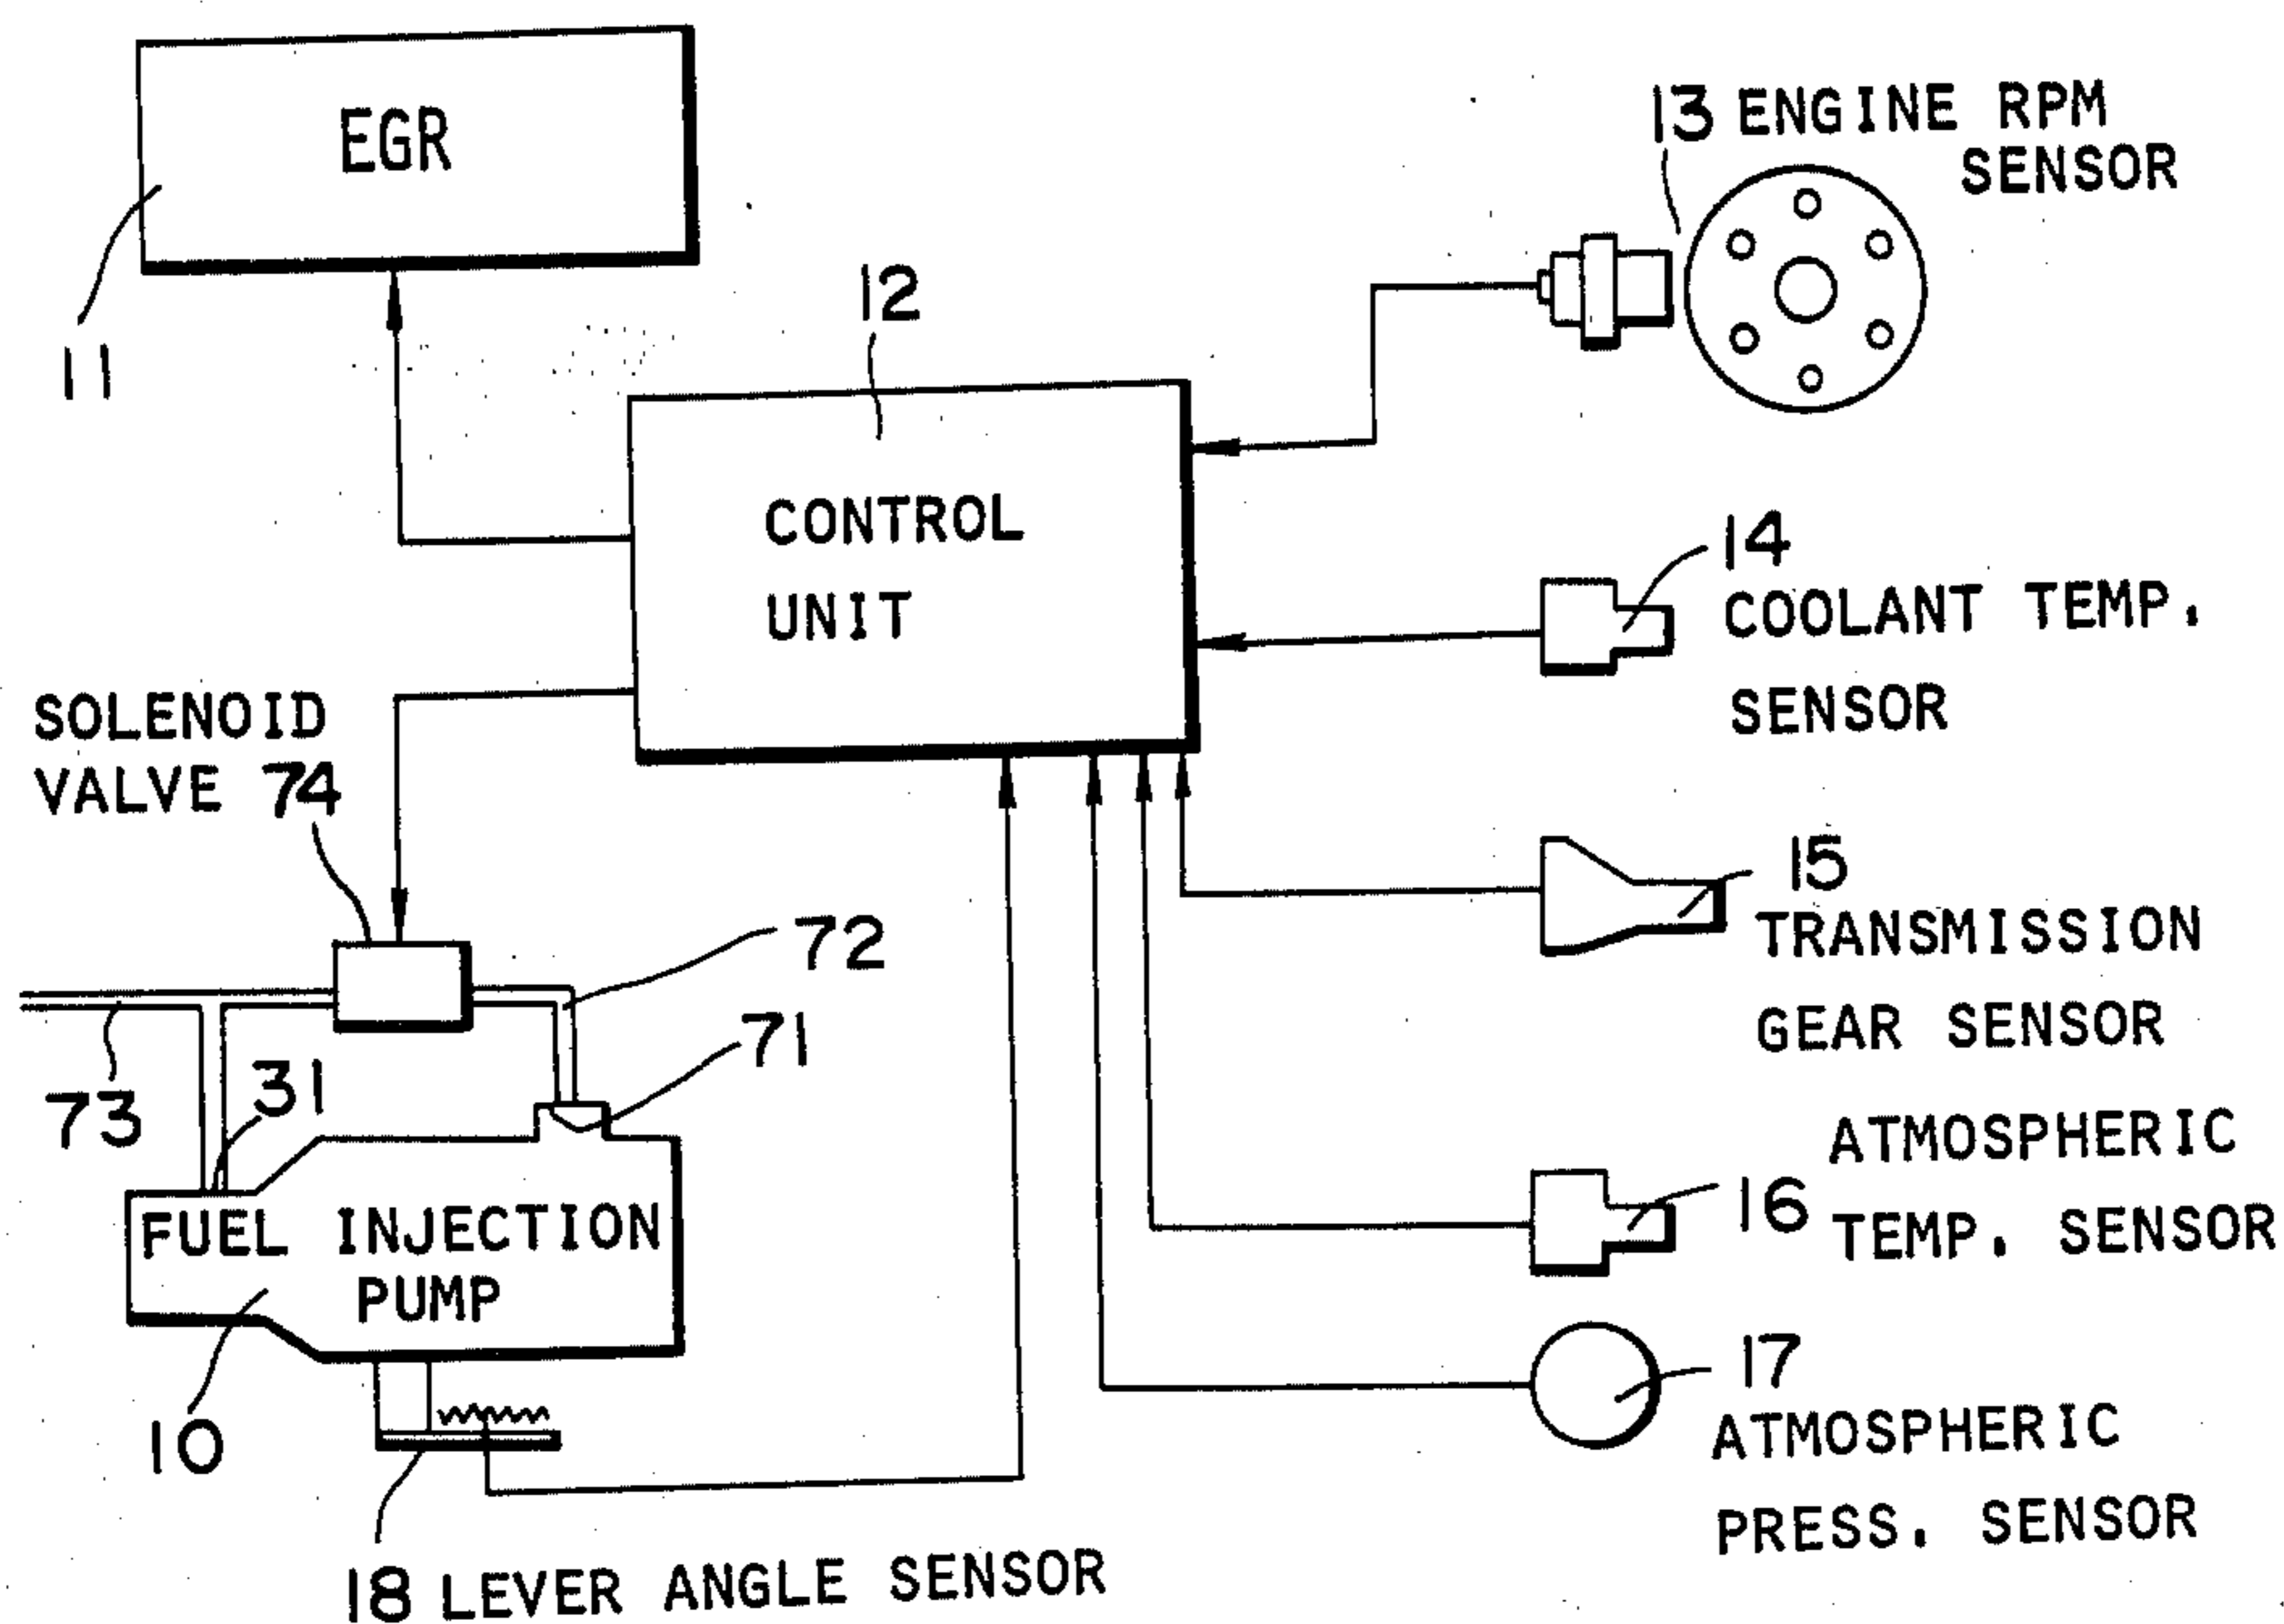 EGR
11
12
13 ENGINE RPM
SENSOR
CONTROL
UNIT
14
COOLANT TEMP.
SENSOR
SOLENOID
VALVE 74
15
TRANSMISSION
GEAR SENSOR
72
71
73
31
ATMOSPHERIC
16 TEMP. SENSOR
FUEL INJECTION
PUMP
10
17
ATMOSPHERIC
PRESS. SENSOR
18 LEVER ANGLE SENSOR